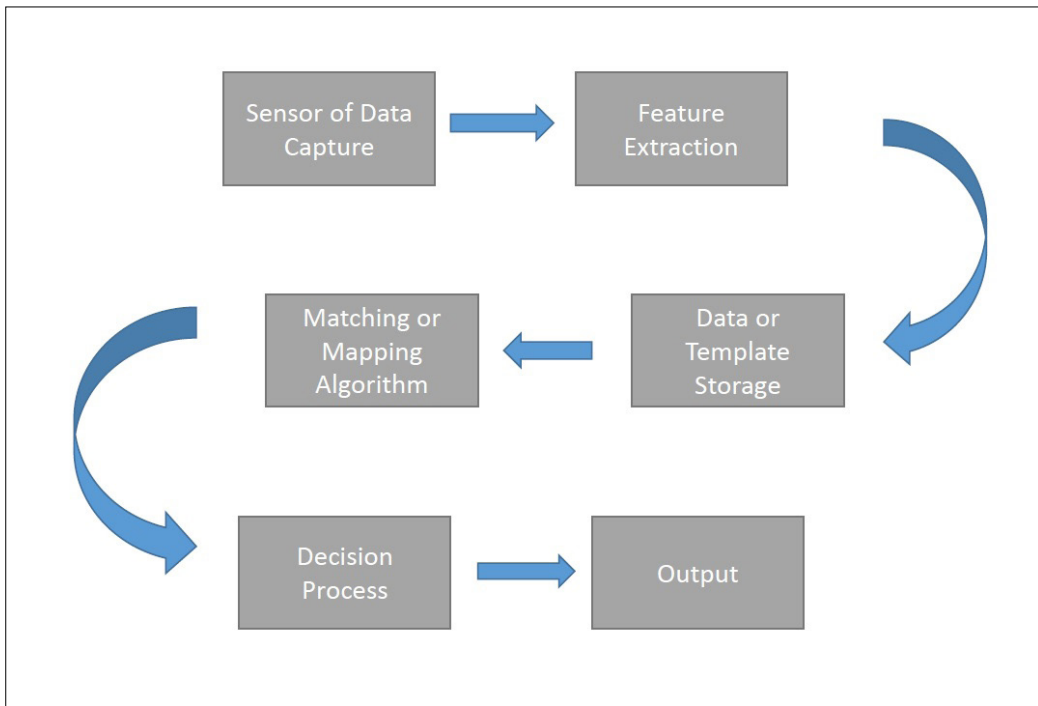 Sensor of Data
Capture
Feature
Extraction
Data or
Template
Storage
Matching or
Mapping
Algorithm
Decision
Process
Output